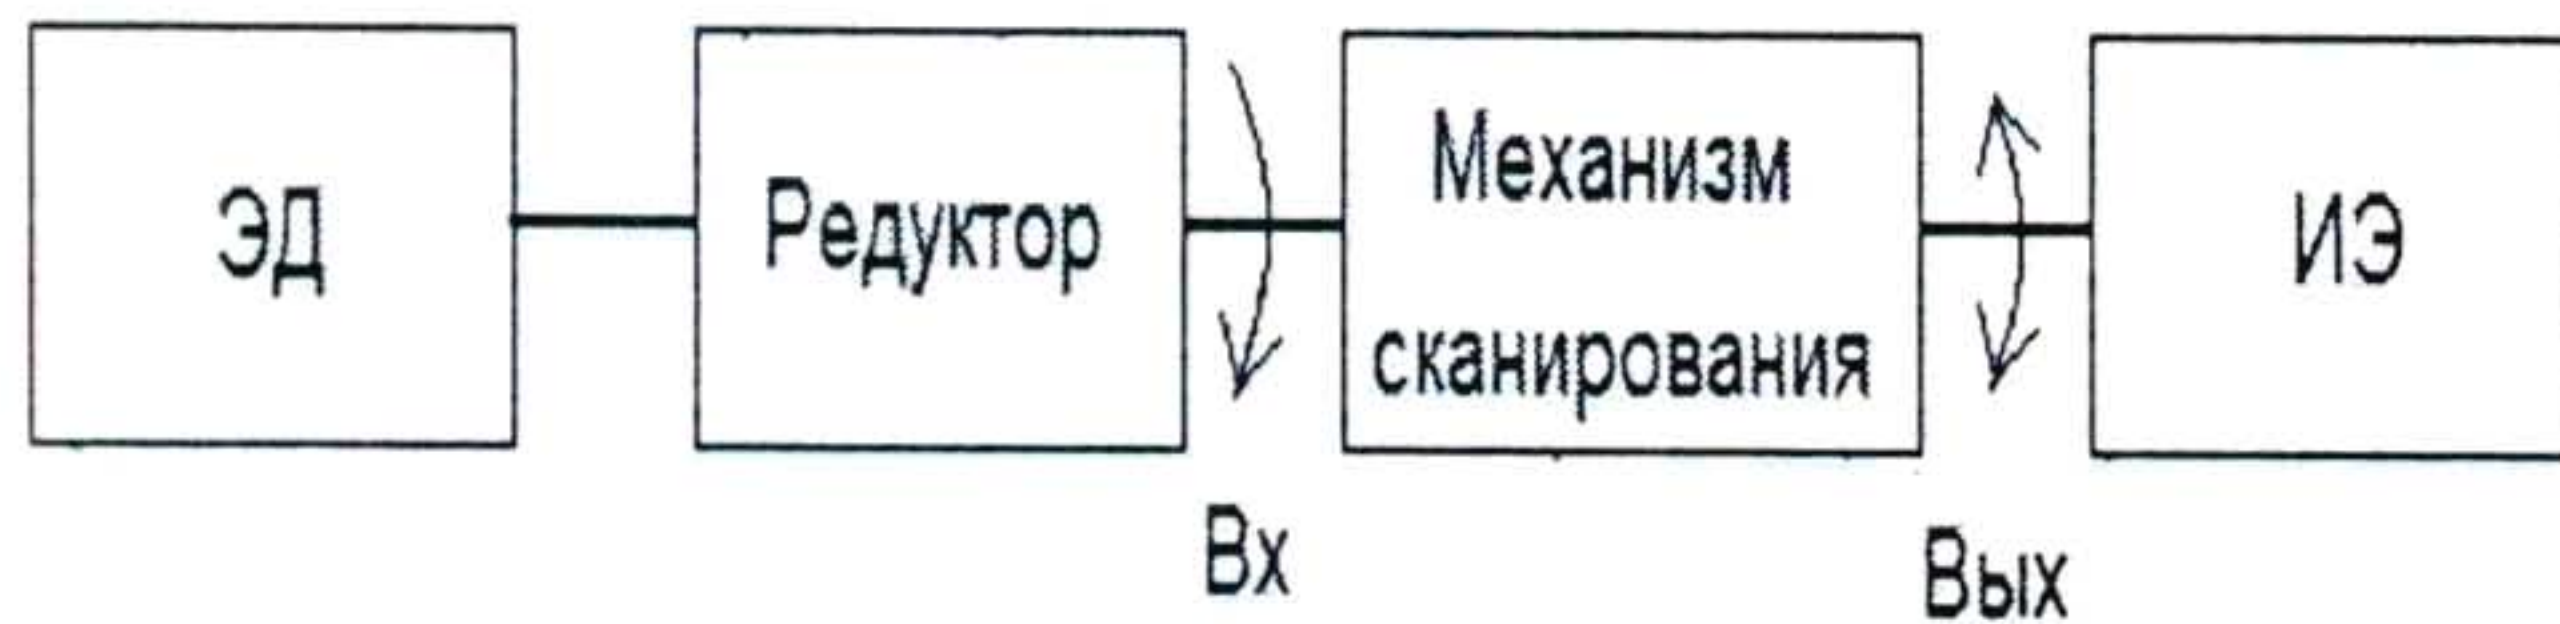 ЭД
Редуктор
Механизм
сканирования
ИЭ
Вх
Вых